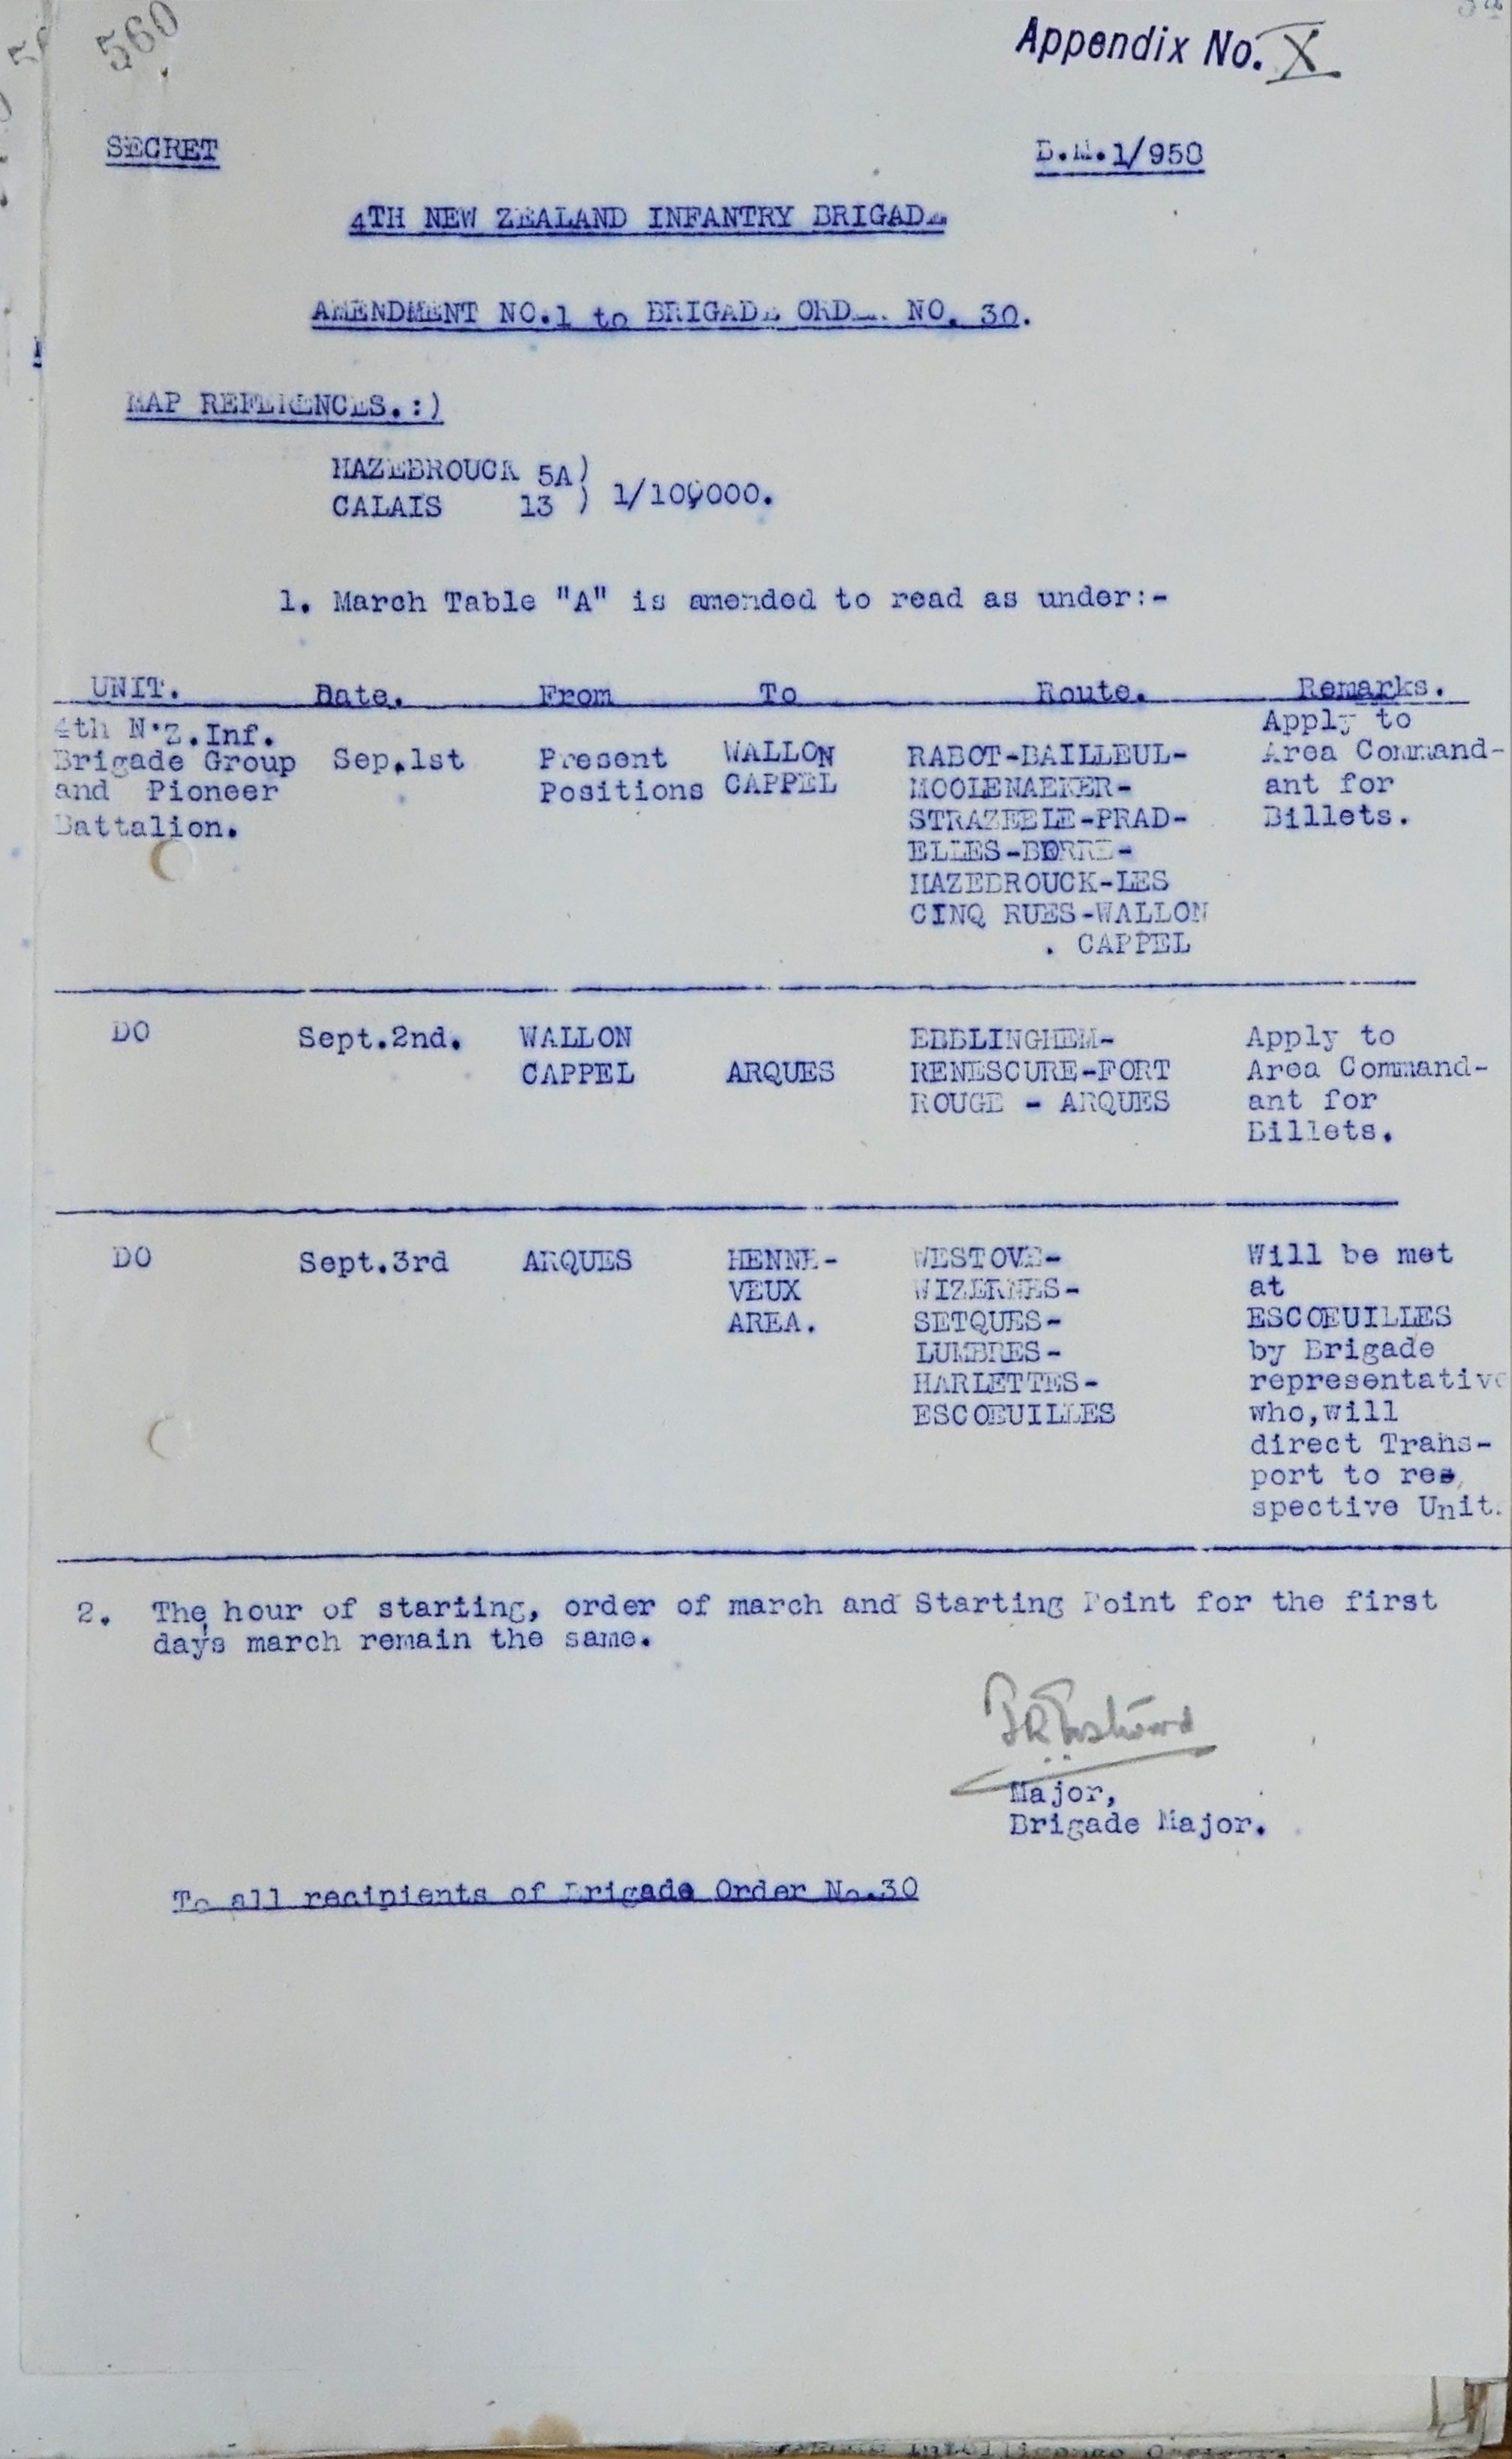 560
Appendix No. X
SECRET
B.M.1/958
4TH NEW ZEALAND INFANTRY BRIGADE
AMENDMENT NO.1 to BRIGADE ORDER NO. 30.
MAP REFERENCES.:)
HAZEBROUCK 5A)
CALAIS 13 ) 1/100000.
1. March Table "A" is amended to read as under:-
UNIT. Date. From To Route. Remarks.
4th N.Z.Inf. Apply to
Brigade Group Sep.1st Present WALLON RABOT-BAILLEUL- Area Command-
and Pioneer Positions CAPPEL MOOLENAEKER- ant for
Battalion. STRAZEELE-PRAD- Billets.
ELLES-BORRE-
HAZEBROUCK-LES
CINQ RUES-WALLON
. CAPPEL
DO Sept.2nd. WALLON EBBLINGHEM- Apply to
CAPPEL ARQUES RENESCURE-FORT Area Command-
ROUGE - ARQUES ant for
Billets.
DO Sept.3rd ARQUES HENNE- WESTOVE- Will be met
VEUX WIZERNES- at
AREA. SETQUES- ESCOEUILLES
LUMBRES- by Brigade
HARLETTES- representative
ESCOEUILLES who,will
direct Trans-
port to res
spective Unit.
2. The hour of starting, order of march and Starting Point for the first
day's march remain the same.
Major,
Brigade Major.
To all recipients of Brigade Order No.30
Intelligence Officer.